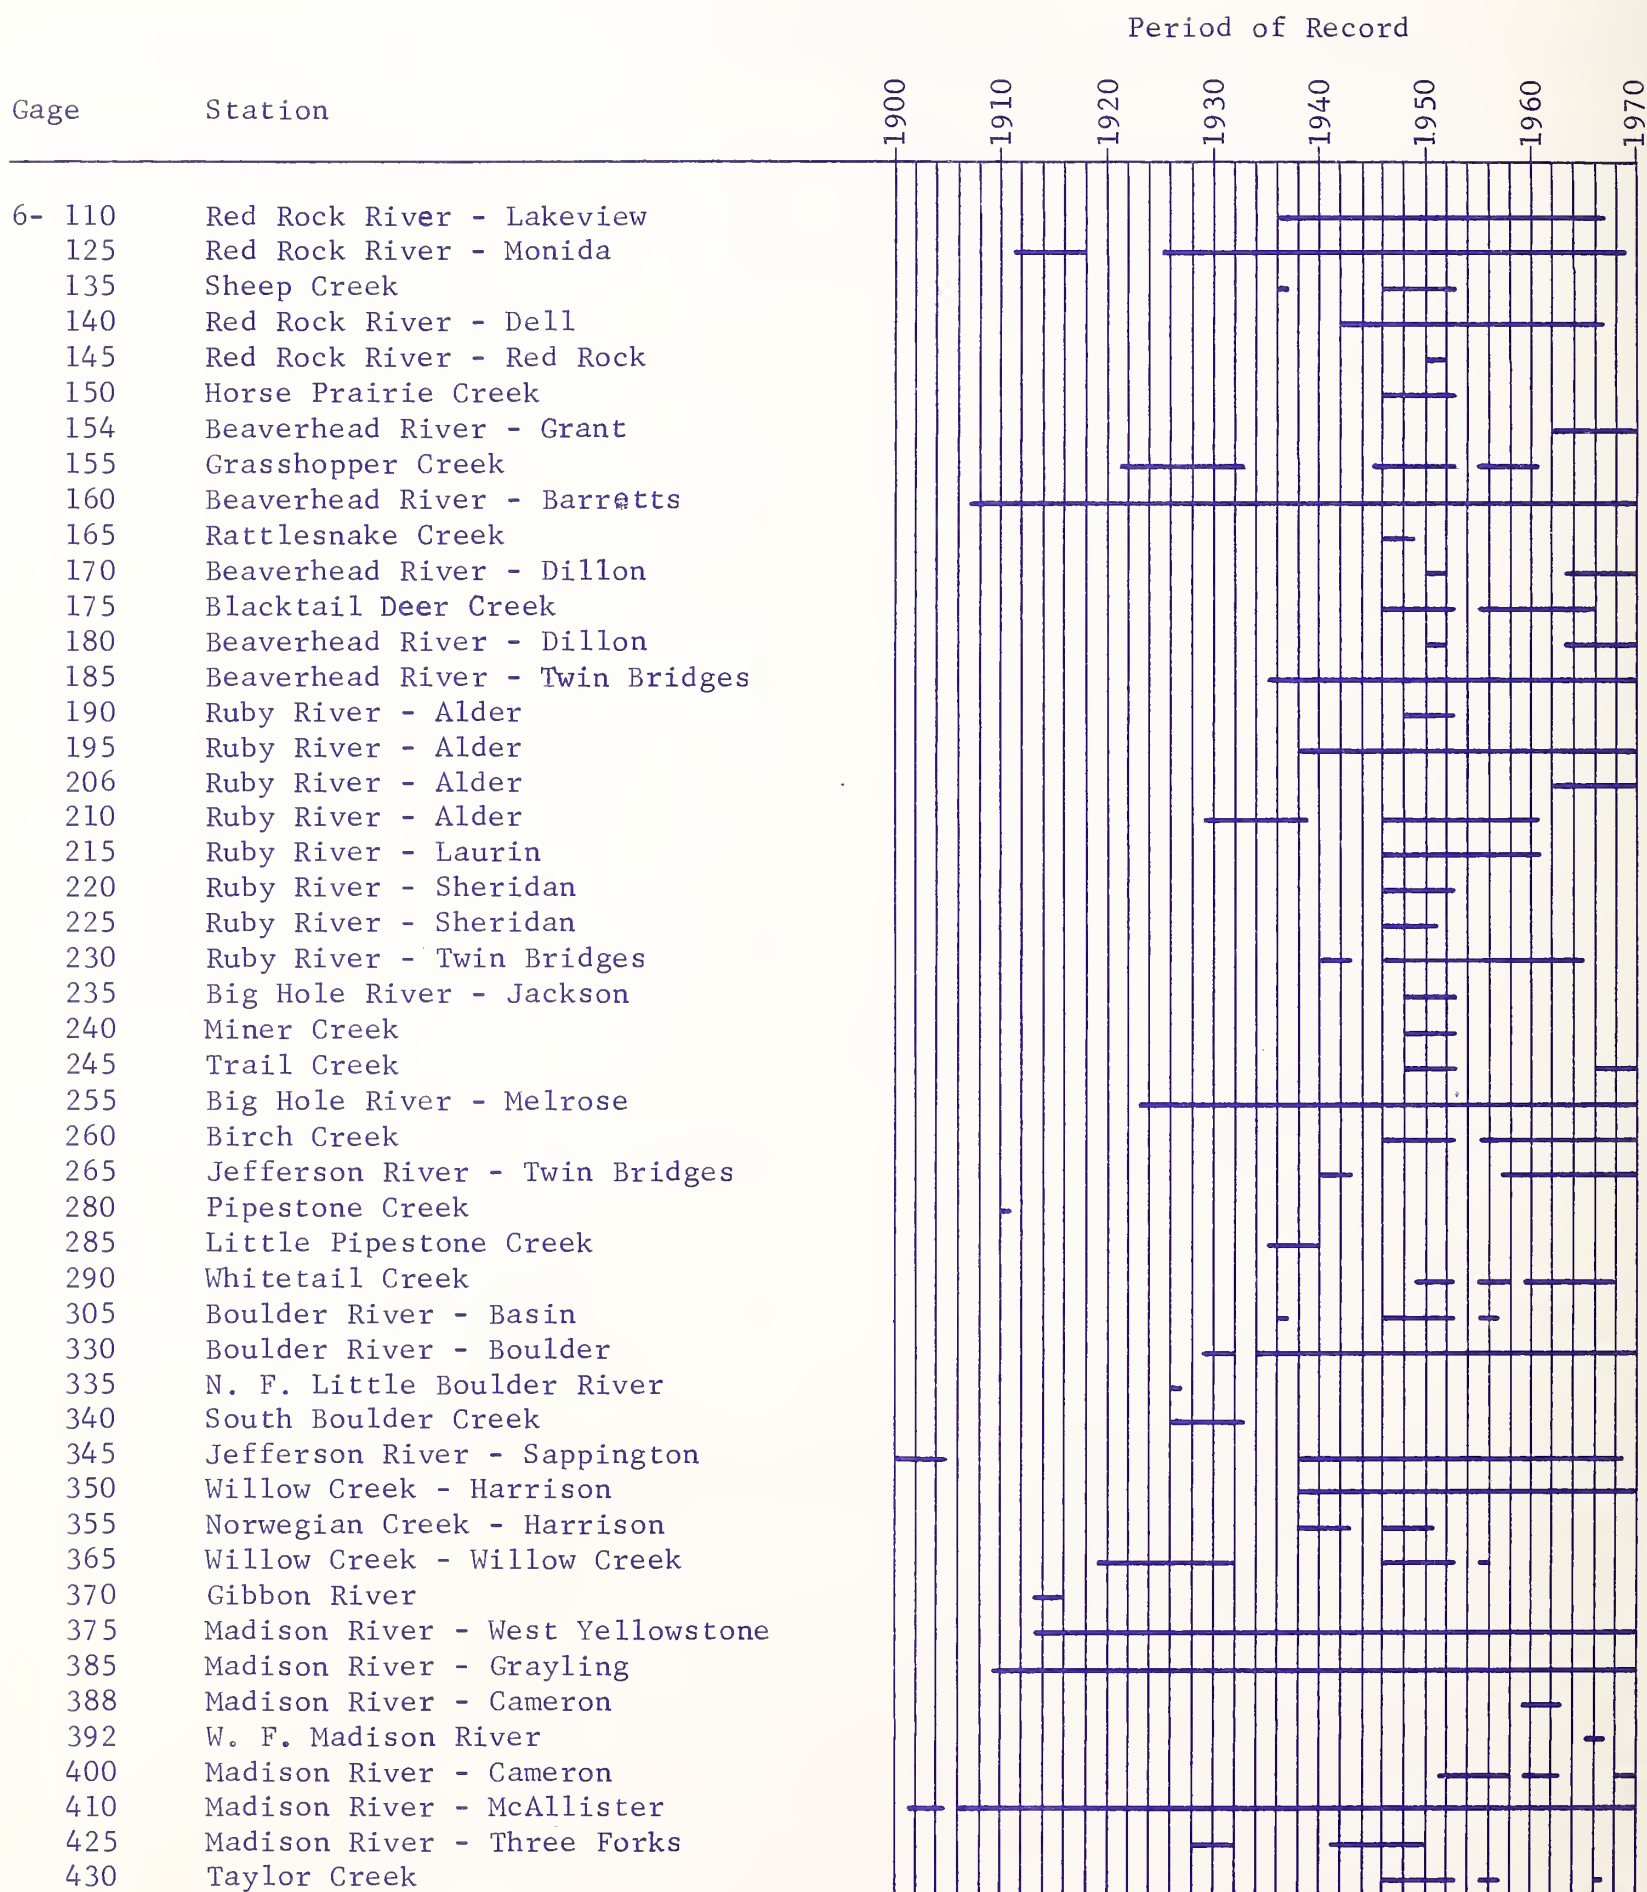 Period of Record
Gage Station 1900 1910 1920 1930 1940 1950 1960 1970
6- 110 Red Rock River - Lakeview
125 Red Rock River - Monida
135 Sheep Creek
140 Red Rock River - Dell
145 Red Rock River - Red Rock
150 Horse Prairie Creek
154 Beaverhead River - Grant
155 Grasshopper Creek
160 Beaverhead River - Barretts
165 Rattlesnake Creek
170 Beaverhead River - Dillon
175 Blacktail Deer Creek
180 Beaverhead River - Dillon
185 Beaverhead River - Twin Bridges
190 Ruby River - Alder
195 Ruby River - Alder
206 Ruby River - Alder
210 Ruby River - Alder
215 Ruby River - Laurin
220 Ruby River - Sheridan
225 Ruby River - Sheridan
230 Ruby River - Twin Bridges
235 Big Hole River - Jackson
240 Miner Creek
245 Trail Creek
255 Big Hole River - Melrose
260 Birch Creek
265 Jefferson River - Twin Bridges
280 Pipestone Creek
285 Little Pipestone Creek
290 Whitetail Creek
305 Boulder River - Basin
330 Boulder River - Boulder
335 N. F. Little Boulder River
340 South Boulder Creek
345 Jefferson River - Sappington
350 Willow Creek - Harrison
355 Norwegian Creek - Harrison
365 Willow Creek - Willow Creek
370 Gibbon River
375 Madison River - West Yellowstone
385 Madison River - Grayling
388 Madison River - Cameron
392 W. F. Madison River
400 Madison River - Cameron
410 Madison River - McAllister
425 Madison River - Three Forks
430 Taylor Creek